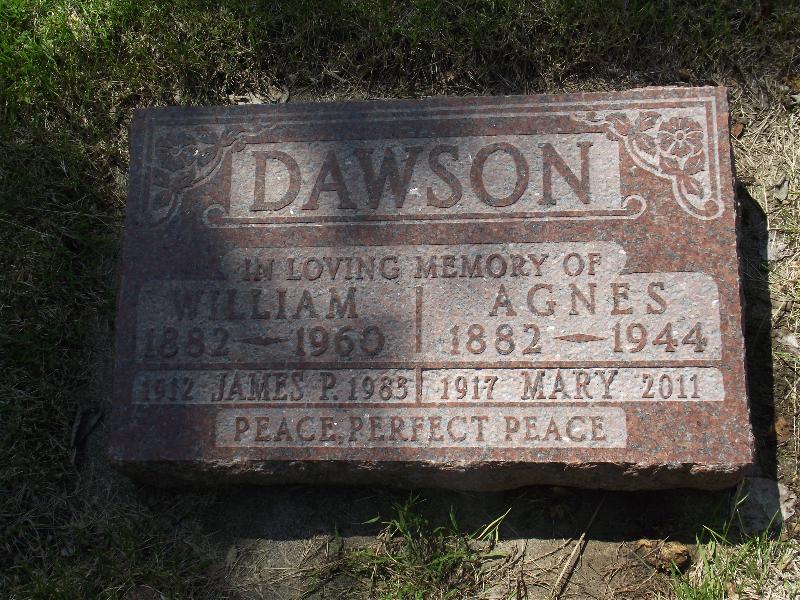 DAWSON
IN LOVING MEMORY OF
WILLIAM AGNES
1882 — 1960 1882 — 1944
1912 JAMES P. 1983 1917 MARY 2011
PEACE, PERFECT PEACE